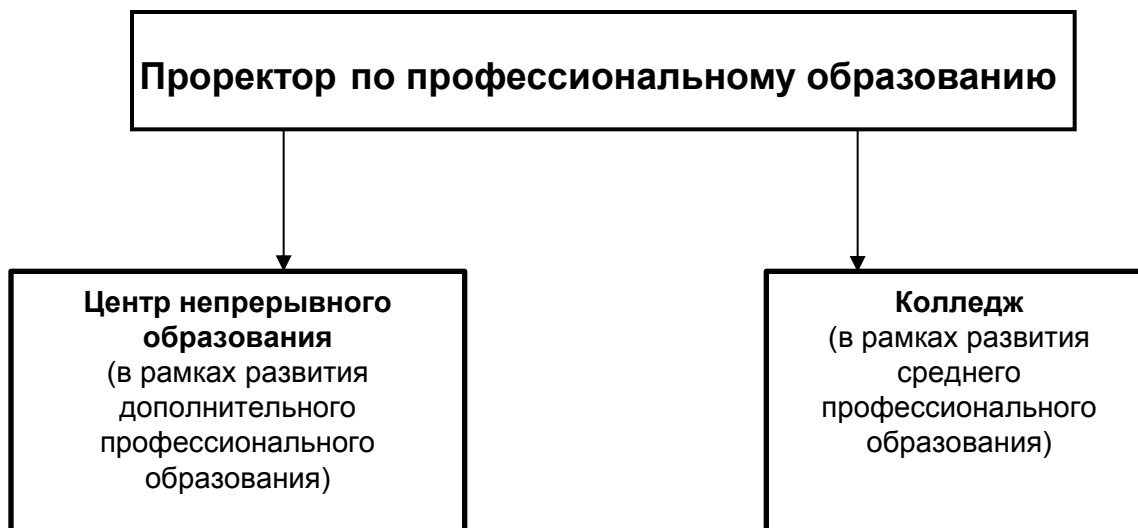 Проректор по профессиональному образованию
Центр непрерывного
образования
(в рамках развития
дополнительного
профессионального
образования)
Колледж
(в рамках развития
среднего
профессионального
образования)